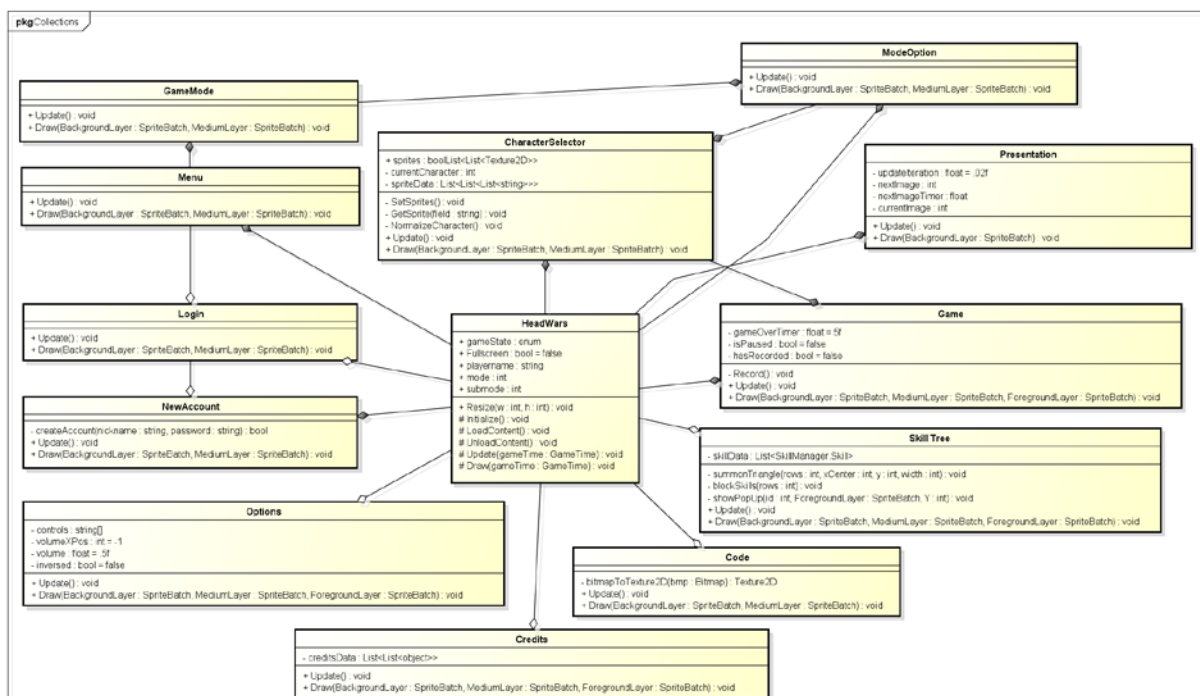 pkg Collections
ModeOption
+ Update() : void
+ Draw(BackgroundLayer : SpriteBatch, MediumLayer : SpriteBatch) : void
GameMode
+ Update() : void
+ Draw(BackgroundLayer : SpriteBatch, MediumLayer : SpriteBatch) : void
CharacterSelector
+ sprites : boolList<List<Texture2D>>
- currentCharacter : int
- spriteData : List<List<List<string>>>
- SetSprites() : void
- GetSprite(field : string) : void
- NormalizeCharacter() : void
+ Update() : void
+ Draw(BackgroundLayer : SpriteBatch, MediumLayer : SpriteBatch) : void
Presentation
- updateIteration : float = .02f
- nextImage : int
- nextImageTimer : float
- currentImage : int
+ Update() : void
+ Draw(BackgroundLayer : SpriteBatch) : void
Menu
+ Update() : void
+ Draw(BackgroundLayer : SpriteBatch, MediumLayer : SpriteBatch) : void
Login
+ Update() : void
+ Draw(BackgroundLayer : SpriteBatch, MediumLayer : SpriteBatch) : void
HeadWars
+ gameState : enum
+ Fullscreen : bool = false
+ playername : string
+ mode : int
+ submode : int
+ Resize(w : int, h : int) : void
# Initialize() : void
# LoadContent() : void
# UnloadContent() : void
# Update(gameTime : GameTime) : void
# Draw(gameTime : GameTime) : void
Game
- gameOverTimer : float = 5f
- isPaused : bool = false
- hasRecorded : bool = false
- Record() : void
+ Update() : void
+ Draw(BackgroundLayer : SpriteBatch, MediumLayer : SpriteBatch, ForegroundLayer : SpriteBatch) : void
NewAccount
- createAccount(nickname : string, password : string) : bool
+ Update() : void
+ Draw(BackgroundLayer : SpriteBatch, MediumLayer : SpriteBatch) : void
Skill Tree
- skillData : List<SkillManager.Skill>
- summonTriangle(rows : int, xCenter : int, y : int, width : int) : void
- blockSkills(rows : int) : void
- showPopUp(id : int, ForegroundLayer : SpriteBatch, Y : int) : void
+ Update() : void
+ Draw(BackgroundLayer : SpriteBatch, MediumLayer : SpriteBatch, ForegroundLayer : SpriteBatch) : void
Options
- controls : string[]
- volumeXPos : int = -1
- volume : float = .5f
- inversed : bool = false
+ Update() : void
+ Draw(BackgroundLayer : SpriteBatch, MediumLayer : SpriteBatch, ForegroundLayer : SpriteBatch) : void
Code
- bitmapToTexture2D(bmp : Bitmap) : Texture2D
+ Update() : void
+ Draw(BackgroundLayer : SpriteBatch, MediumLayer : SpriteBatch) : void
Credits
- creditsData : List<List<object>>
+ Update() : void
+ Draw(BackgroundLayer : SpriteBatch, MediumLayer : SpriteBatch, ForegroundLayer : SpriteBatch) : void